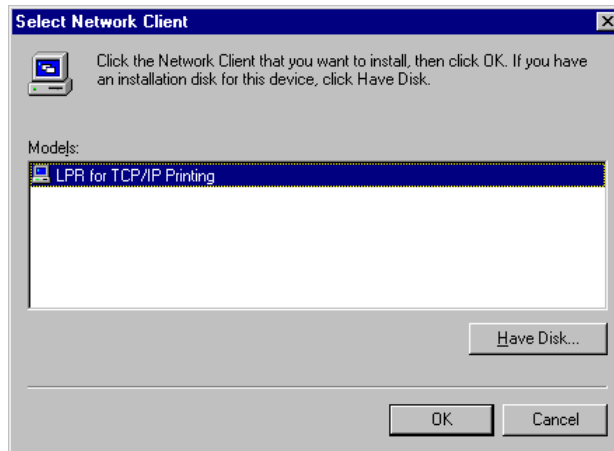 Select Network Client
Click the Network Client that you want to install, then click OK. If you have
an installation disk for this device, click Have Disk.
Models:
LPR for TCP/IP Printing
Have Disk...
OK
Cancel